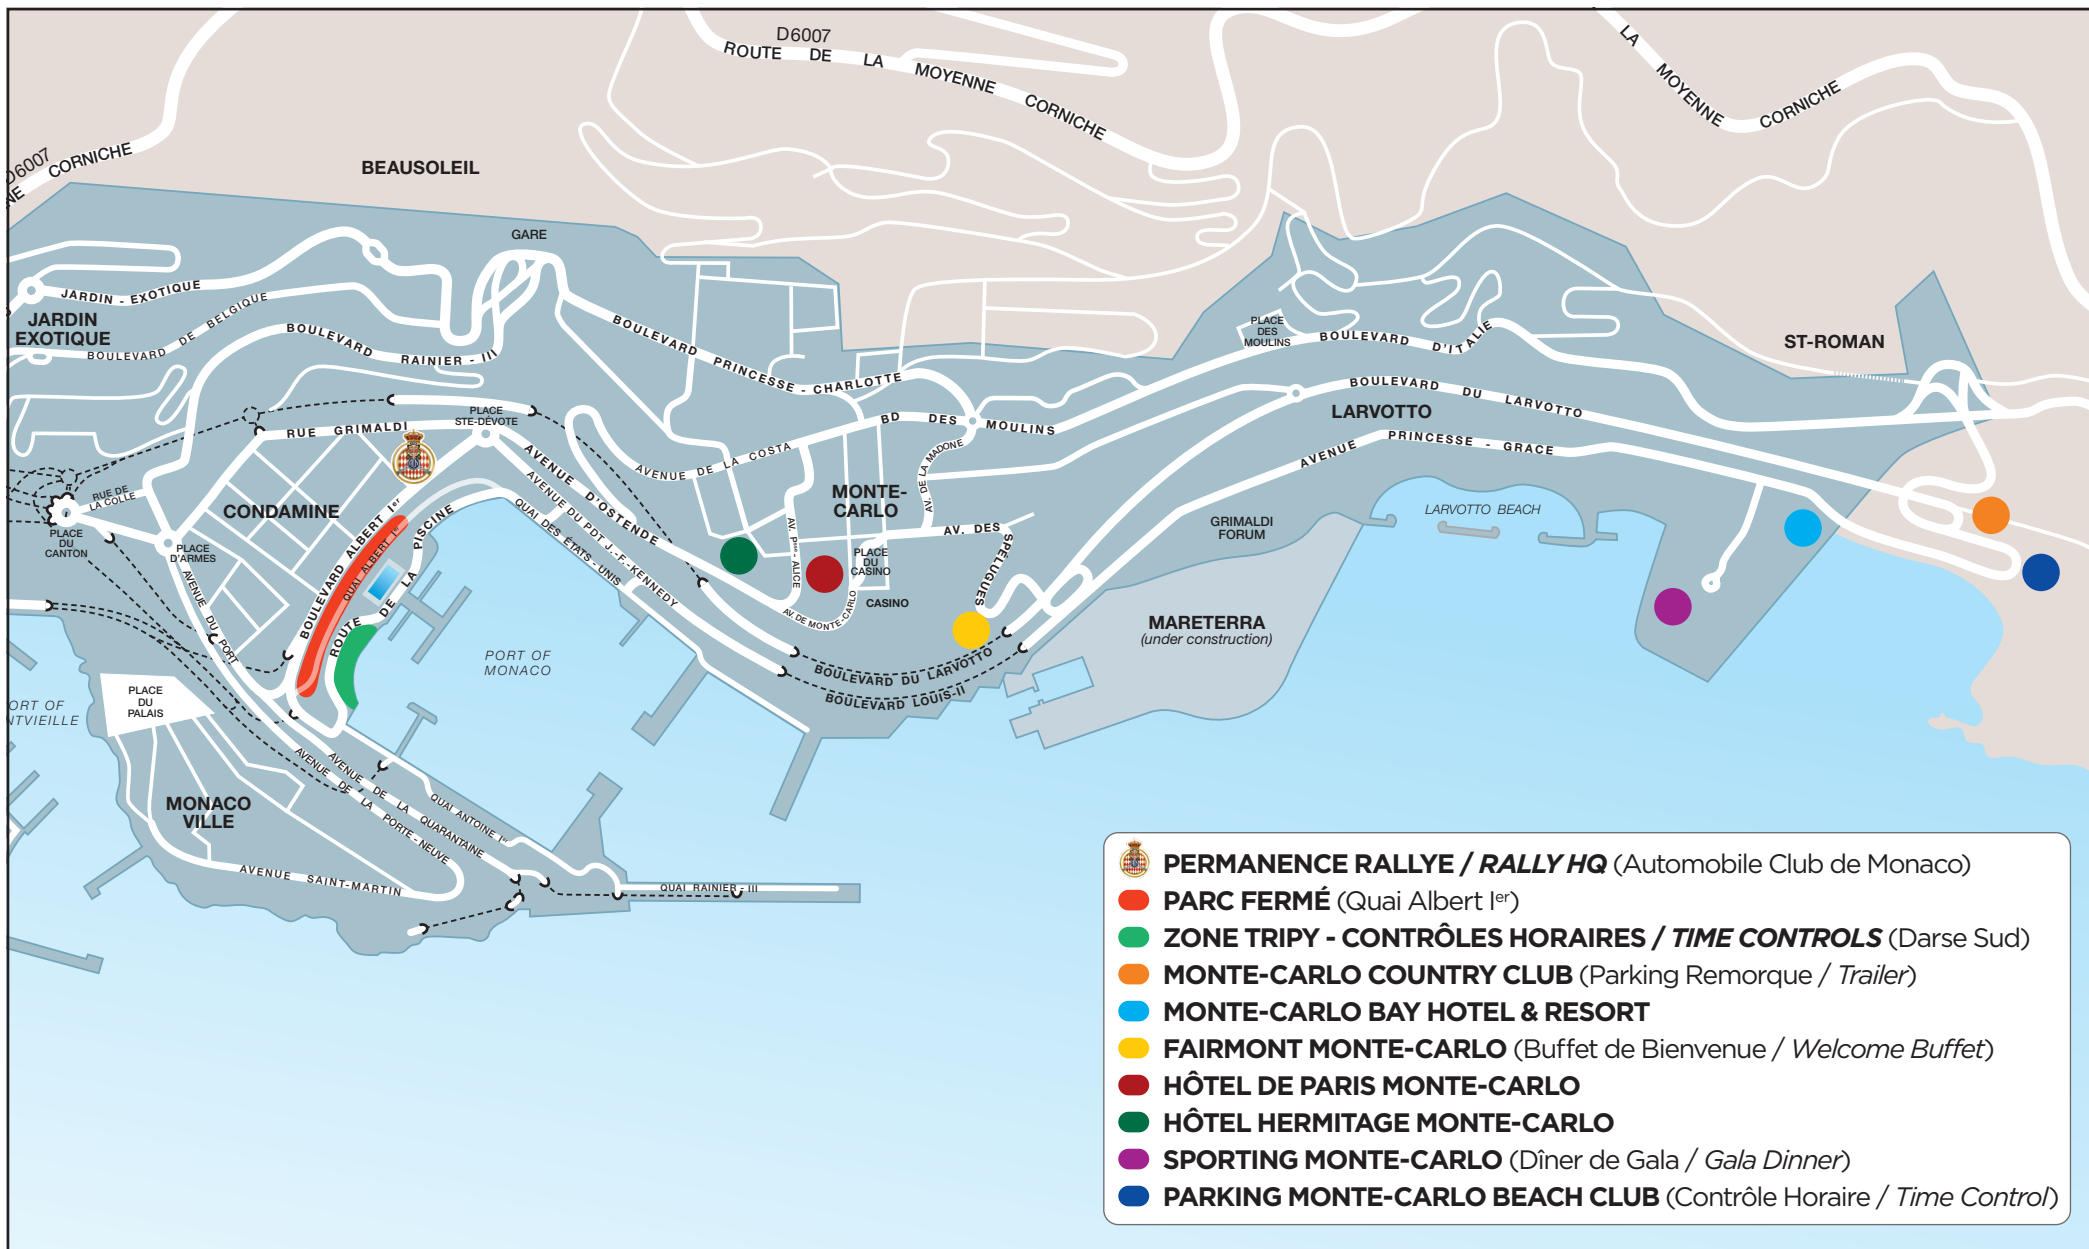 D6007
ROUTE DE LA MOYENNE CORNICHE
LA MOYENNE CORNICHE
D6007
NE CORNICHE
BEAUSOLEIL
GARE
JARDIN - EXOTIQUE
JARDIN
EXOTIQUE
BOULEVARD DE BELGIQUE
BOULEVARD RAINIER - III
BOULEVARD PRINCESSE - CHARLOTTE
PLACE
DES
MOULINS
BOULEVARD D'ITALIE
ST-ROMAN
BOULEVARD DU LARVOTTO
LARVOTTO
PLACE
STE-DÉVOTE
RUE GRIMALDI
BD DES MOULINS
AVENUE DE LA COSTA
AV. DE LA MADONE
AVENUE PRINCESSE - GRACE
RUE DE
LA COLLE
CONDAMINE
PLACE
DU
CANTON
PLACE
D'ARMES
BOULEVARD ALBERT Ier
QUAI ALBERT Ier
ROUTE DE LA PISCINE
AVENUE D'OSTENDE
AVENUE DU PDT J.-F.-KENNEDY
QUAI DES ÉTATS - UNIS
MONTE-
CARLO
AV. Psse - ALICE
PLACE
DU
CASINO
CASINO
AV. DE MONTE-CARLO
AV. DES SPELUGUES
GRIMALDI
FORUM
LARVOTTO BEACH
MARETERRA
(under construction)
AVENUE DU PORT
PORT OF
MONACO
BOULEVARD DU LARVOTTO
BOULEVARD LOUIS-II
PLACE
DU
PALAIS
ORT OF
NTVIEILLE
MONACO
VILLE
AVENUE DE LA PORTE - NEUVE
AVENUE DE LA QUARANTAINE
QUAI ANTOINE Ier
AVENUE SAINT-MARTIN
QUAI RAINIER - III
PERMANENCE RALLYE / RALLY HQ (Automobile Club de Monaco)
PARC FERMÉ (Quai Albert Ier)
ZONE TRIPY - CONTRÔLES HORAIRES / TIME CONTROLS (Darse Sud)
MONTE-CARLO COUNTRY CLUB (Parking Remorque / Trailer)
MONTE-CARLO BAY HOTEL & RESORT
FAIRMONT MONTE-CARLO (Buffet de Bienvenue / Welcome Buffet)
HÔTEL DE PARIS MONTE-CARLO
HÔTEL HERMITAGE MONTE-CARLO
SPORTING MONTE-CARLO (Dîner de Gala / Gala Dinner)
PARKING MONTE-CARLO BEACH CLUB (Contrôle Horaire / Time Control)